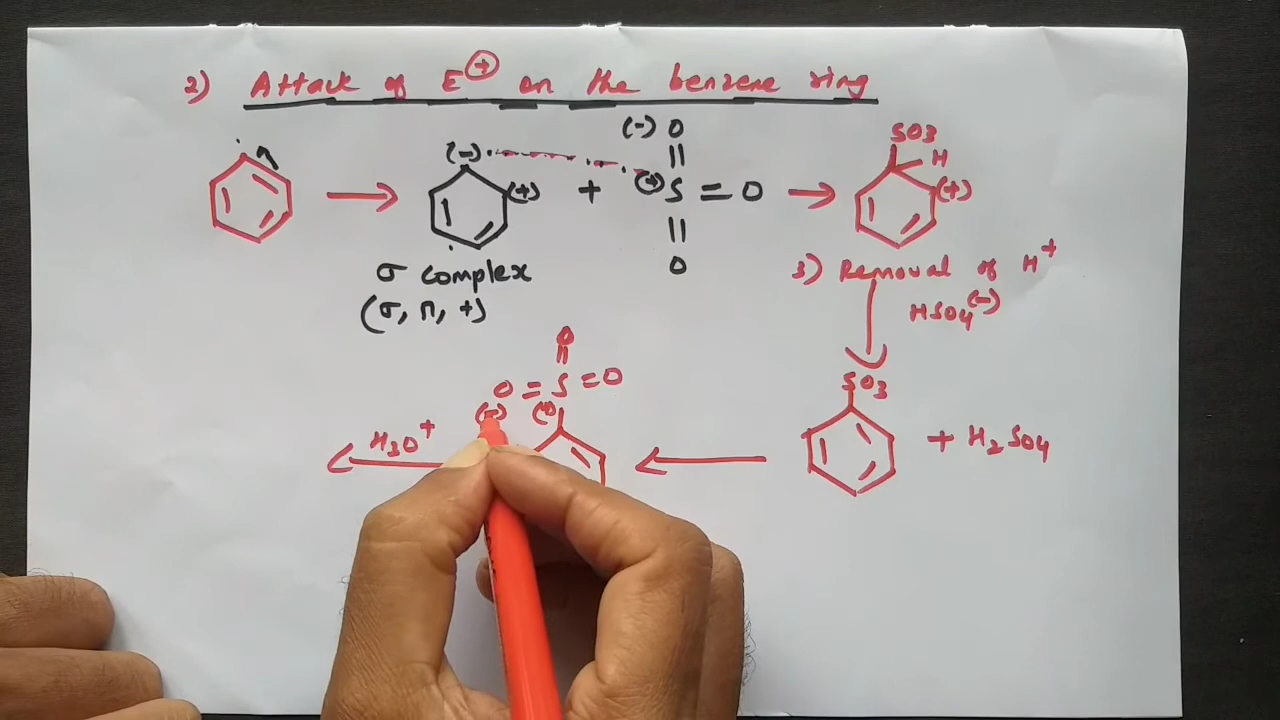 2) Attack of E⊕ on the benzene ring
(-) (+) + (-) O || (+) S = O || O SO3 H (+)
σ complex
(σ, π, +)
3) Removal of H+
HSO4(-)
SO3
+ H2SO4
O || O = S = O
(-) (+)
H3O+